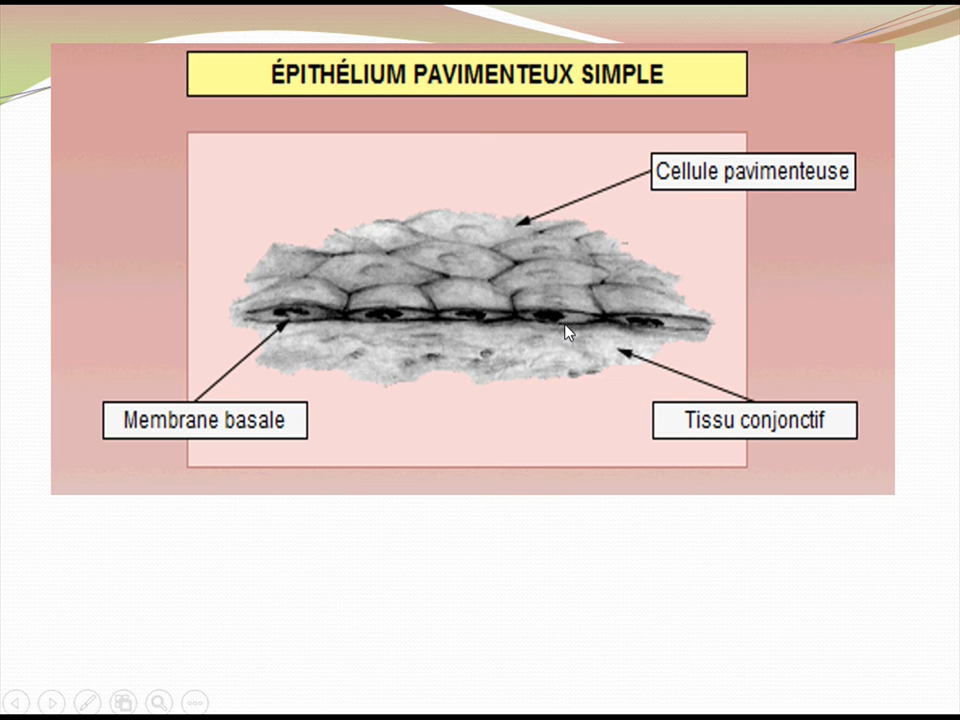 ÉPITHÉLIUM PAVIMENTEUX SIMPLE
Cellule pavimenteuse
Membrane basale
Tissu conjonctif